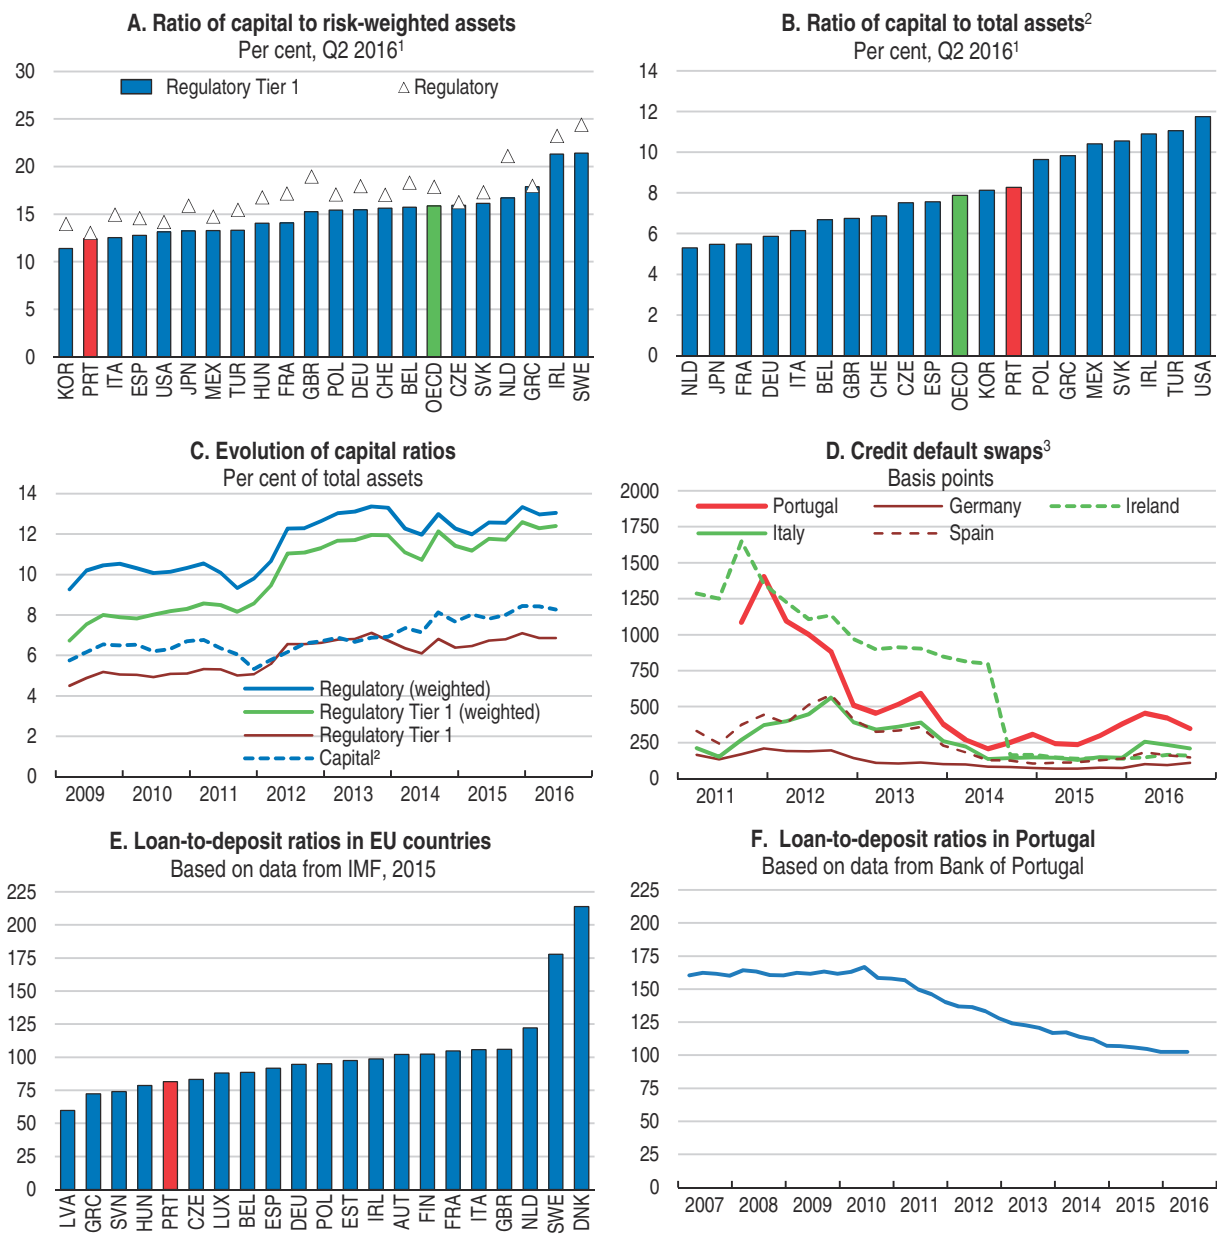 A. Ratio of capital to risk-weighted assets
Per cent, Q2 2016¹
30
25
20
15
10
5
0
Regulatory Tier 1
Regulatory
KOR PRT ITA ESP USA JPN MEX TUR HUN FRA GBR POL DEU CHE BEL OECD CZE SVK NLD GRC IRL SWE
B. Ratio of capital to total assets²
Per cent, Q2 2016¹
14
12
10
8
6
4
2
0
NLD JPN FRA DEU ITA BEL GBR CHE CZE ESP OECD KOR PRT POL GRC MEX SVK IRL TUR USA
C. Evolution of capital ratios
Per cent of total assets
14
12
10
8
6
4
2
0
Regulatory (weighted)
Regulatory Tier 1 (weighted)
Regulatory Tier 1
Capital²
2009 2010 2011 2012 2013 2014 2015 2016
D. Credit default swaps³
Basis points
2000
1750
1500
1250
1000
750
500
250
0
Portugal Germany Ireland
Italy Spain
2011 2012 2013 2014 2015 2016
E. Loan-to-deposit ratios in EU countries
Based on data from IMF, 2015
225
200
175
150
125
100
75
50
25
0
LVA GRC SVN HUN PRT CZE LUX BEL ESP DEU POL EST IRL AUT FIN FRA ITA GBR NLD SWE DNK
F. Loan-to-deposit ratios in Portugal
Based on data from Bank of Portugal
225
200
175
150
125
100
75
50
25
0
2007 2008 2009 2010 2011 2012 2013 2014 2015 2016